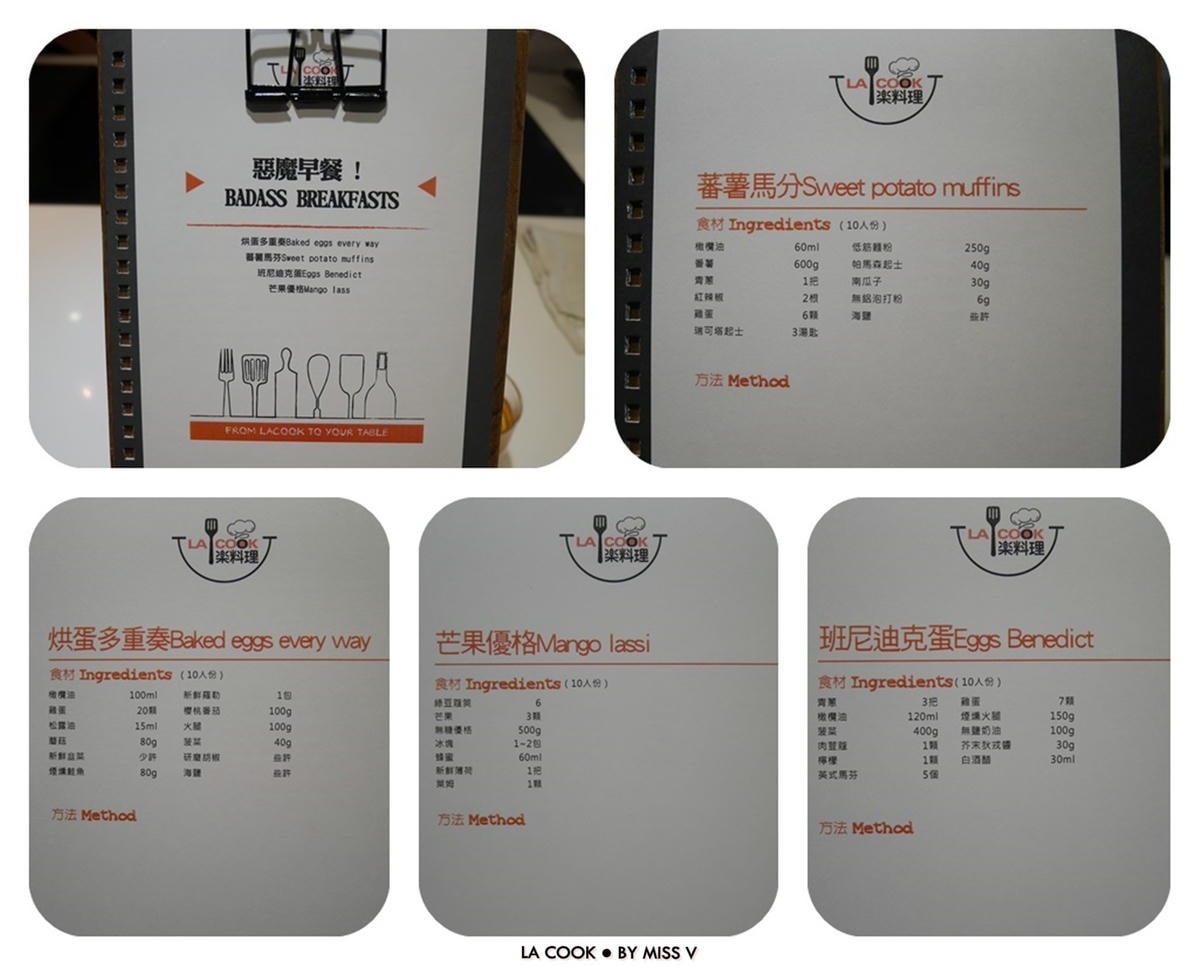 LA COOK
楽料理
惡魔早餐 !
BADASS BREAKFASTS
烘蛋多重奏Baked eggs every way
蕃薯馬芬Sweet potato muffins
班尼迪克蛋Eggs Benedict
芒果優格Mango lass
FROM LACOOK TO YOUR TABLE
LA COOK
楽料理
蕃薯馬分Sweet potato muffins
食材 Ingredients (10人份)
橄欖油 60ml 低筋麵粉 250g
番薯 600g 帕馬森起士 40g
青蔥 1把 南瓜子 30g
紅辣椒 2根 無鋁泡打粉 6g
雞蛋 6顆 海鹽 些許
瑞可塔起士 3湯匙
方法 Method
LA COOK
楽料理
烘蛋多重奏Baked eggs every way
食材 Ingredients (10人份)
橄欖油 100ml 新鮮羅勒 1包
雞蛋 20顆 櫻桃番茄 100g
松露油 15ml 火腿 100g
蘑菇 80g 菠菜 40g
新鮮韭菜 少許 研磨胡椒 些許
煙燻鮭魚 80g 海鹽 些許
方法 Method
LA COOK
楽料理
芒果優格Mango lassi
食材 Ingredients (10人份)
綠豆蔻莢 6
芒果 3顆
無糖優格 500g
冰塊 1~2包
蜂蜜 60ml
新鮮薄荷 1把
萊姆 1顆
方法 Method
LA COOK
楽料理
班尼迪克蛋Eggs Benedict
食材 Ingredients(10人份)
青蔥 3把 雞蛋 7顆
橄欖油 120ml 煙燻火腿 150g
菠菜 400g 無鹽奶油 100g
肉荳蔻 1顆 芥末狄戎醬 30g
檸檬 1顆 白酒醋 30ml
英式馬芬 5個
方法 Method
LA COOK ● BY MISS V